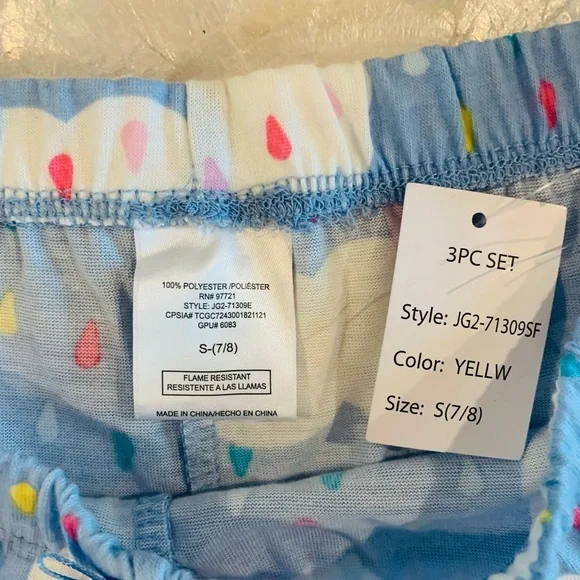 100% POLYESTER /POLIÉSTER
RN# 97721
STYLE: JG2-71309E
CPSIA# TCGC7243001821121
GPU# 6083
S-(7/8)
FLAME RESISTANT
RESISTENTE A LAS LLAMAS
MADE IN CHINA/HECHO EN CHINA
3PC SET
Style: JG2-71309SF
Color: YELLW
Size: S(7/8)